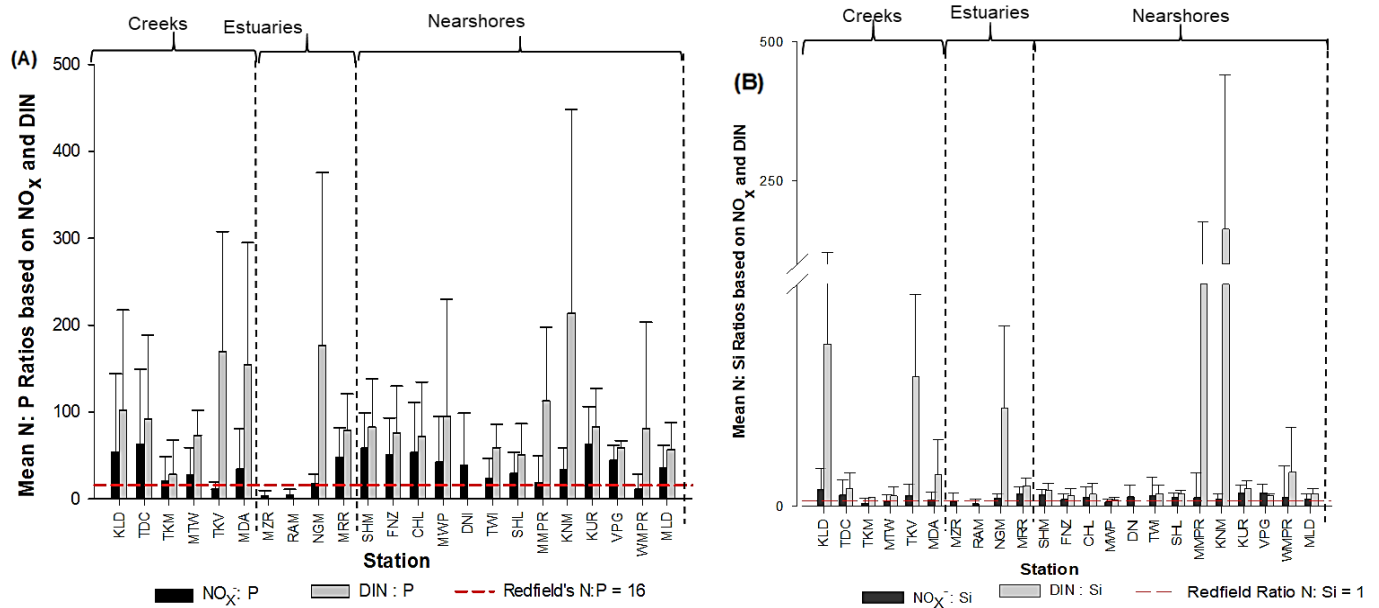 Creeks
Estuaries
Nearshores
(A)
Mean N: P Ratios based on NOx and DIN
500
400
300
200
100
0
KLD
TDC
TKM
MTW
TKV
MDA
MZR
RAM
NGM
MRR
SHM
FNZ
CHL
MWP
DNI
TWI
SHL
MMPR
KNM
KUR
VPG
WMPR
MLD
Station
NOx⁻: P
DIN : P
Redfield's N:P = 16
Creeks
Estuaries
Nearshores
(B)
Mean N: Si Ratios based on NOx and DIN
500
250
0
KLD
TDC
TKM
MTW
TKV
MDA
MZR
RAM
NGM
MRR
SHM
FNZ
CHL
MWP
DNI
TWI
SHL
MMPR
KNM
KUR
VPG
WMPR
MLD
Station
NOx⁻: Si
DIN : Si
Redfield Ratio N: Si = 1